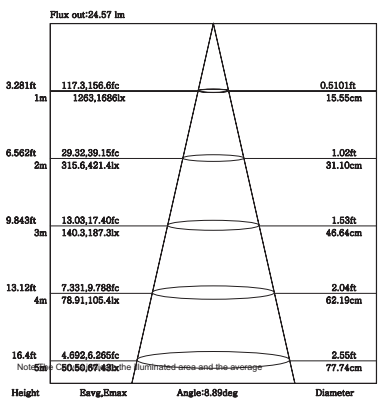 Flux out:24.57 lm
3.281ft 117.3,156.6fc 0.5101ft
1m 1263,1686lx 15.55cm
6.562ft 29.32,39.15fc 1.02ft
2m 315.6,421.4lx 31.10cm
9.843ft 13.03,17.40fc 1.53ft
3m 140.3,187.3lx 46.64cm
13.12ft 7.331,9.788fc 2.04ft
4m 78.91,105.4lx 62.19cm
16.4ft 4.692,6.265fc 2.55ft
5m 50.50,67.43lx 77.74cm
the illuminated area and the average
Height Eavg,Emax Angle:8.89deg Diameter